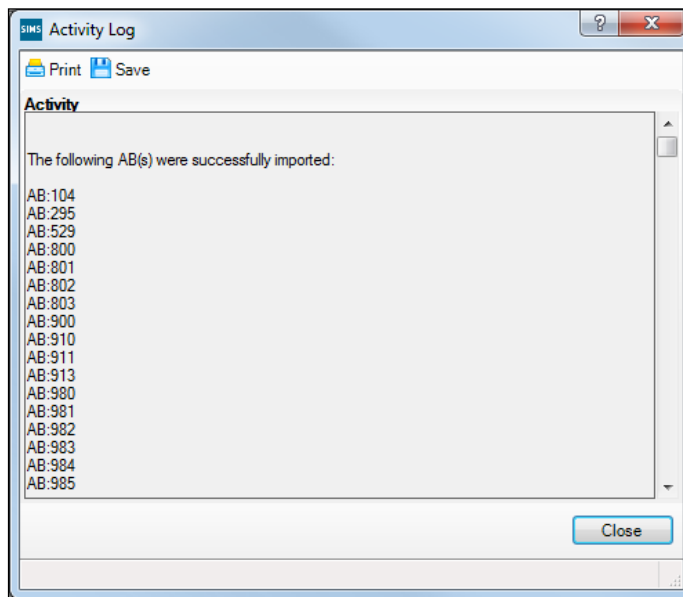 SIMS Activity Log
Print Save
Activity
The following AB(s) were successfully imported:
AB:104
AB:295
AB:529
AB:800
AB:801
AB:802
AB:803
AB:900
AB:910
AB:911
AB:913
AB:980
AB:981
AB:982
AB:983
AB:984
AB:985
Close